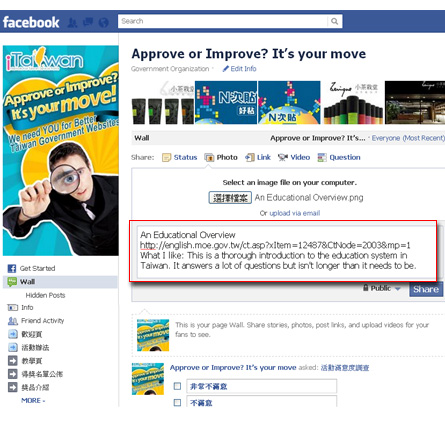 facebook
Search
iTaiwan
Approve or Improve?
It's your move!
We need YOU for Better
Taiwan Government Websites
Approve or Improve? It's your move
Government Organization · Edit Info
小茶栽堂
N次貼
好黏
N次貼
小茶栽堂
Wall
Approve or Improve? It's... · Everyone (Most Recent)
Share: Status Photo Link Video Question
Select an image file on your computer.
選擇檔案 An Educational Overview.png
Or upload via email
An Educational Overview
http://english.moe.gov.tw/ct.asp?xItem=12487&CtNode=2003&mp=1
What I like: This is a thorough introduction to the education system in
Taiwan. It answers a lot of questions but isn't longer than it needs to be.
Public
Share
Get Started
Wall
Hidden Posts
Info
Friend Activity
歡迎頁
活動辦法
教學頁
得獎名單公佈
獎品介紹
MORE
This is your page Wall. Share stories, photos, post links, and upload videos for your
fans to see.
Approve or Improve? It's your move asked: 活動滿意度調查
非常不滿意
不滿意